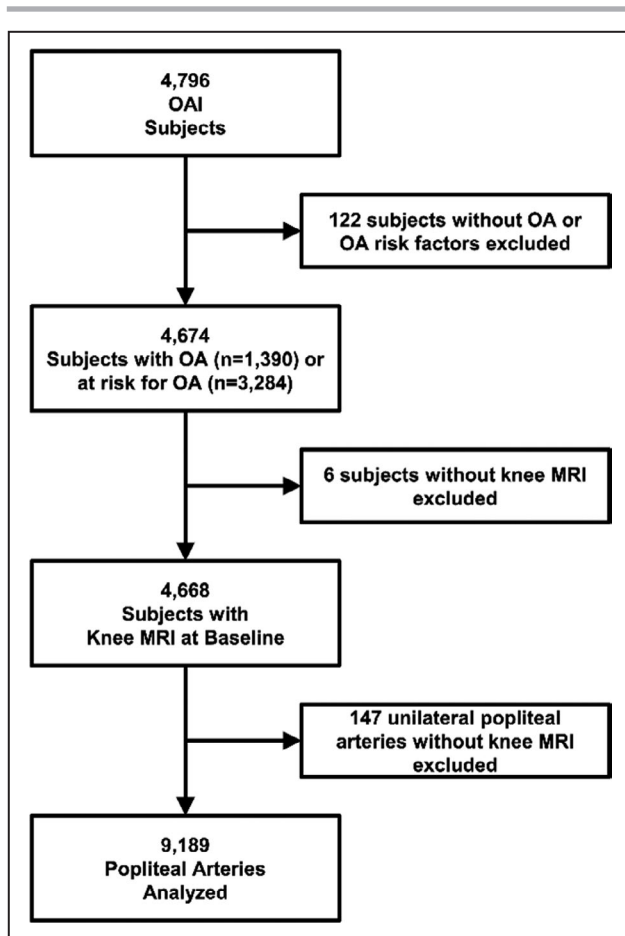 4,796
OAI
Subjects
122 subjects without OA or
OA risk factors excluded
4,674
Subjects with OA (n=1,390) or
at risk for OA (n=3,284)
6 subjects without knee MRI
excluded
4,668
Subjects with
Knee MRI at Baseline
147 unilateral popliteal
arteries without knee MRI
excluded
9,189
Popliteal Arteries
Analyzed